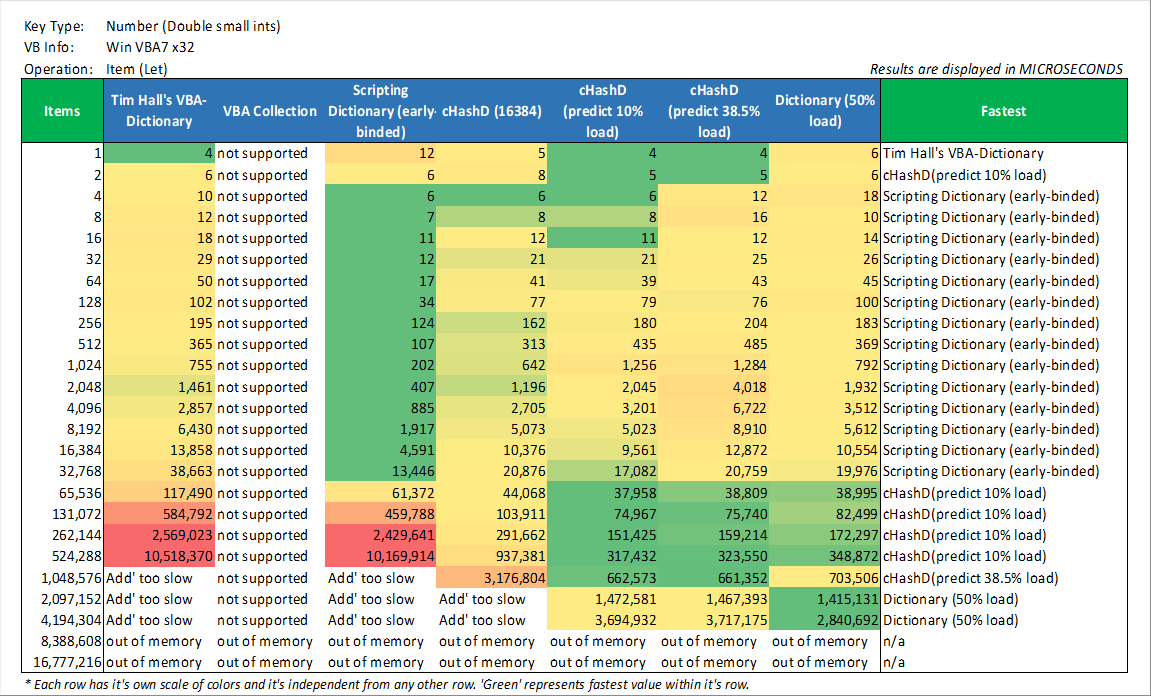 Key Type: Number (Double small ints)
VB Info: Win VBA7 x32
Operation: Item (Let) Results are displayed in MICROSECONDS
Items Tim Hall's VBA-Dictionary VBA Collection Scripting Dictionary (early-binded) cHashD (16384) cHashD (predict 10% load) cHashD (predict 38.5% load) Dictionary (50% load) Fastest
1 4 not supported 12 5 4 4 6 Tim Hall's VBA-Dictionary
2 6 not supported 6 8 5 5 6 cHashD(predict 10% load)
4 10 not supported 6 6 6 12 18 Scripting Dictionary (early-binded)
8 12 not supported 7 8 8 16 10 Scripting Dictionary (early-binded)
16 18 not supported 11 12 11 12 14 Scripting Dictionary (early-binded)
32 29 not supported 12 21 21 25 26 Scripting Dictionary (early-binded)
64 50 not supported 17 41 39 43 45 Scripting Dictionary (early-binded)
128 102 not supported 34 77 79 76 100 Scripting Dictionary (early-binded)
256 195 not supported 124 162 180 204 183 Scripting Dictionary (early-binded)
512 365 not supported 107 313 435 485 369 Scripting Dictionary (early-binded)
1,024 755 not supported 202 642 1,256 1,284 792 Scripting Dictionary (early-binded)
2,048 1,461 not supported 407 1,196 2,045 4,018 1,932 Scripting Dictionary (early-binded)
4,096 2,857 not supported 885 2,705 3,201 6,722 3,512 Scripting Dictionary (early-binded)
8,192 6,430 not supported 1,917 5,073 5,023 8,910 5,612 Scripting Dictionary (early-binded)
16,384 13,858 not supported 4,591 10,376 9,561 12,872 10,554 Scripting Dictionary (early-binded)
32,768 38,663 not supported 13,446 20,876 17,082 20,759 19,976 Scripting Dictionary (early-binded)
65,536 117,490 not supported 61,372 44,068 37,958 38,809 38,995 cHashD(predict 10% load)
131,072 584,792 not supported 459,788 103,911 74,967 75,740 82,499 cHashD(predict 10% load)
262,144 2,569,023 not supported 2,429,641 291,662 151,425 159,214 172,297 cHashD(predict 10% load)
524,288 10,518,370 not supported 10,169,914 937,381 317,432 323,550 348,872 cHashD(predict 10% load)
1,048,576 Add' too slow not supported Add' too slow 3,176,804 662,573 661,352 703,506 cHashD(predict 38.5% load)
2,097,152 Add' too slow not supported Add' too slow Add' too slow 1,472,581 1,467,393 1,415,131 Dictionary (50% load)
4,194,304 Add' too slow not supported Add' too slow Add' too slow 3,694,932 3,717,175 2,840,692 Dictionary (50% load)
8,388,608 out of memory out of memory out of memory out of memory out of memory out of memory out of memory n/a
16,777,216 out of memory out of memory out of memory out of memory out of memory out of memory out of memory n/a
* Each row has it's own scale of colors and it's independent from any other row. 'Green' represents fastest value within it's row.